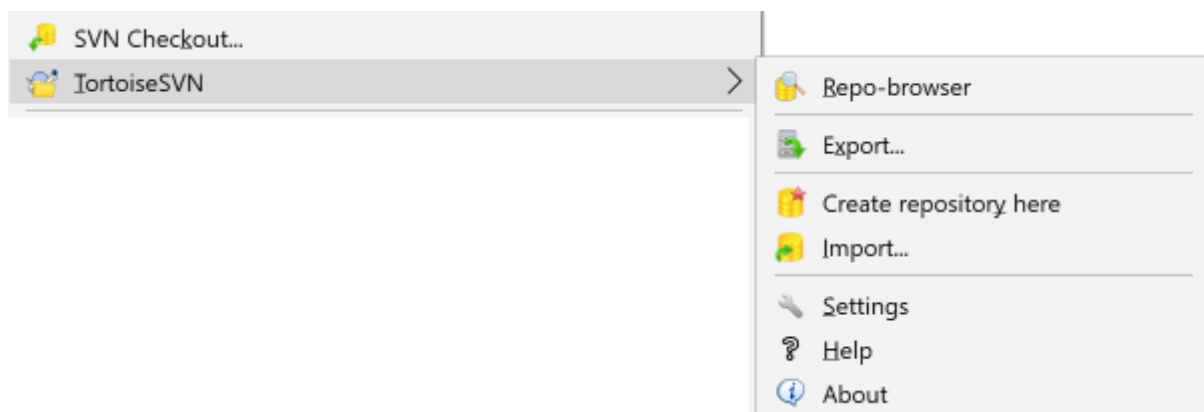 SVN Checkout...
TortoiseSVN
Repo-browser
Export...
Create repository here
Import...
Settings
Help
About